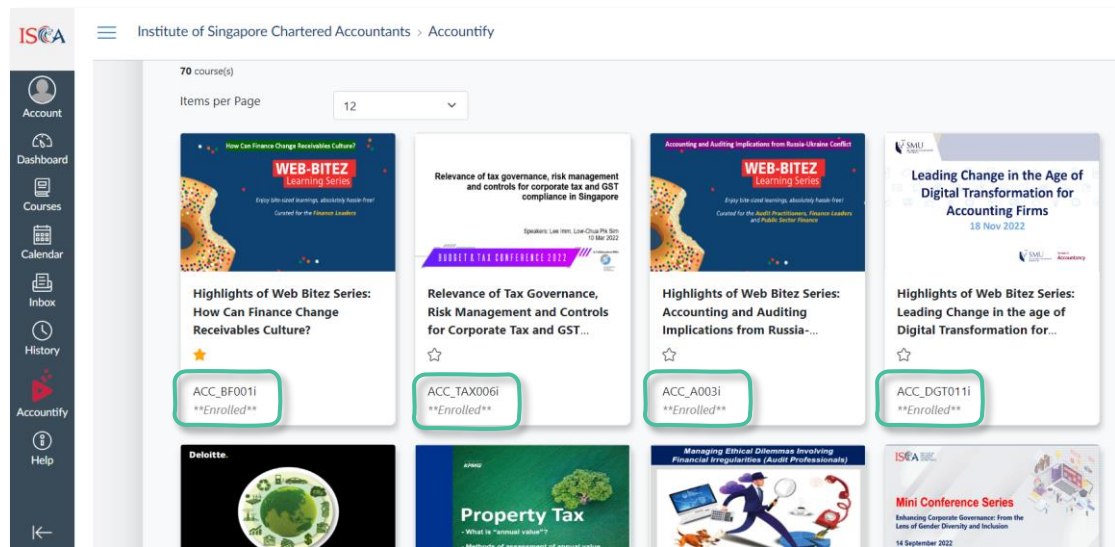 ISCA
Institute of Singapore Chartered Accountants > Accountify
Account
Dashboard
Courses
Calendar
Inbox
History
Accountify
Help
70 course(s)
Items per Page
12
How Can Finance Change Receivables Culture?
WEB-BITEZ
Learning Series
Enjoy bite-sized learnings, absolutely hassle-free!
Curated for the Finance Leaders
Highlights of Web Bitez Series:
How Can Finance Change
Receivables Culture?
ACC_BF001i
**Enrolled**
Relevance of tax governance, risk management
and controls for corporate tax and GST
compliance in Singapore
Speakers: Lee Imm, Low-Chua Pik Sim
10 Mar 2022
BUDGET & TAX CONFERENCE 2022
Relevance of Tax Governance,
Risk Management and Controls
for Corporate Tax and GST...
ACC_TAX006i
**Enrolled**
Accounting and Auditing Implications from Russia-Ukraine Conflict
WEB-BITEZ
Learning Series
Enjoy bite-sized learnings, absolutely hassle-free!
Curated for the Audit Practitioners, Finance Leaders
and Public Sector Finance
Highlights of Web Bitez Series:
Accounting and Auditing
Implications from Russia-...
ACC_A003i
**Enrolled**
SMU
Leading Change in the Age of
Digital Transformation for
Accounting Firms
18 Nov 2022
SMU
Accountancy
Highlights of Web Bitez Series:
Leading Change in the age of
Digital Transformation for...
ACC_DGT011i
**Enrolled**
Deloitte.
KPMG
Property Tax
- What is "annual value"?
- Methods of assessment of annual value
Managing Ethical Dilemmas Involving
Financial Irregularities (Audit Professionals)
ISCA
Mini Conference Series
Enhancing Corporate Governance: From the
Lens of Gender Diversity and Inclusion
14 September 2022